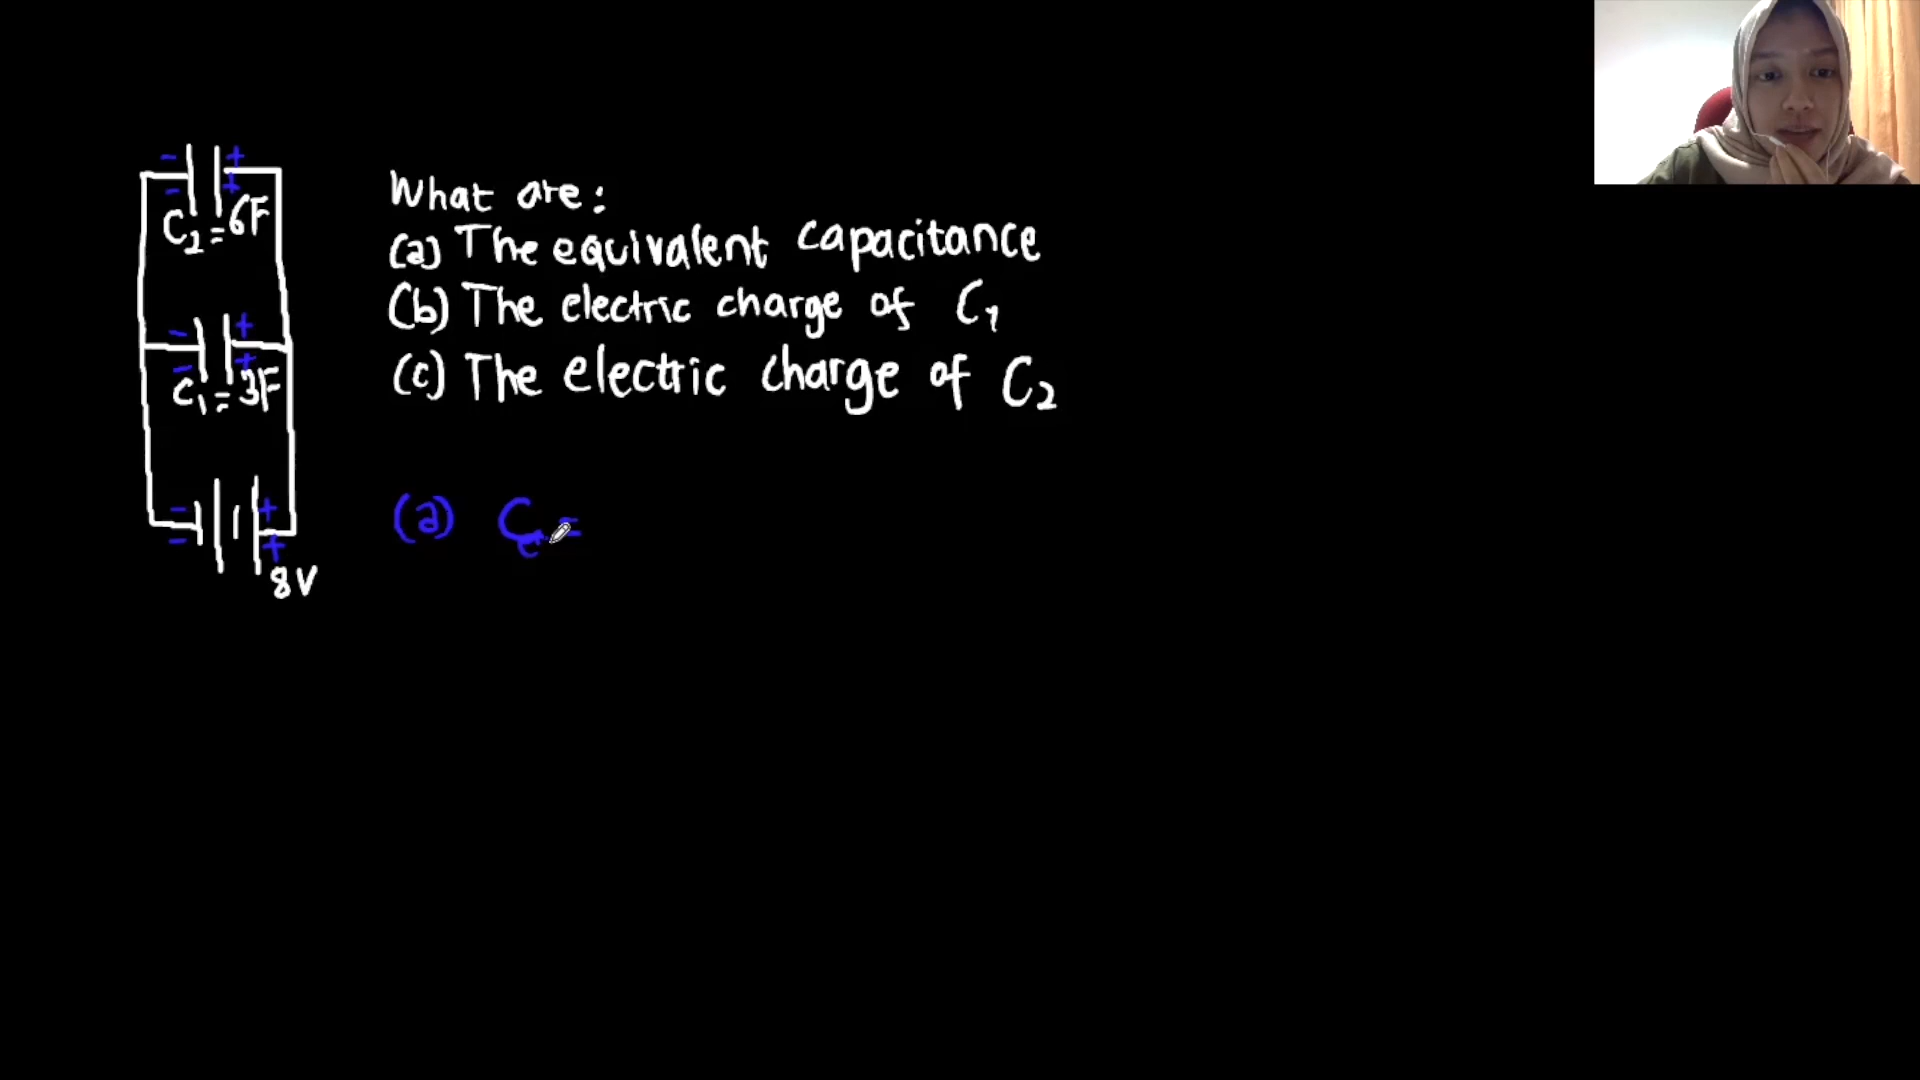 C₂=6F
C₁=3F
8V
What are:
(a) The equivalent capacitance
(b) The electric charge of C₁
(c) The electric charge of C₂
(a) C =